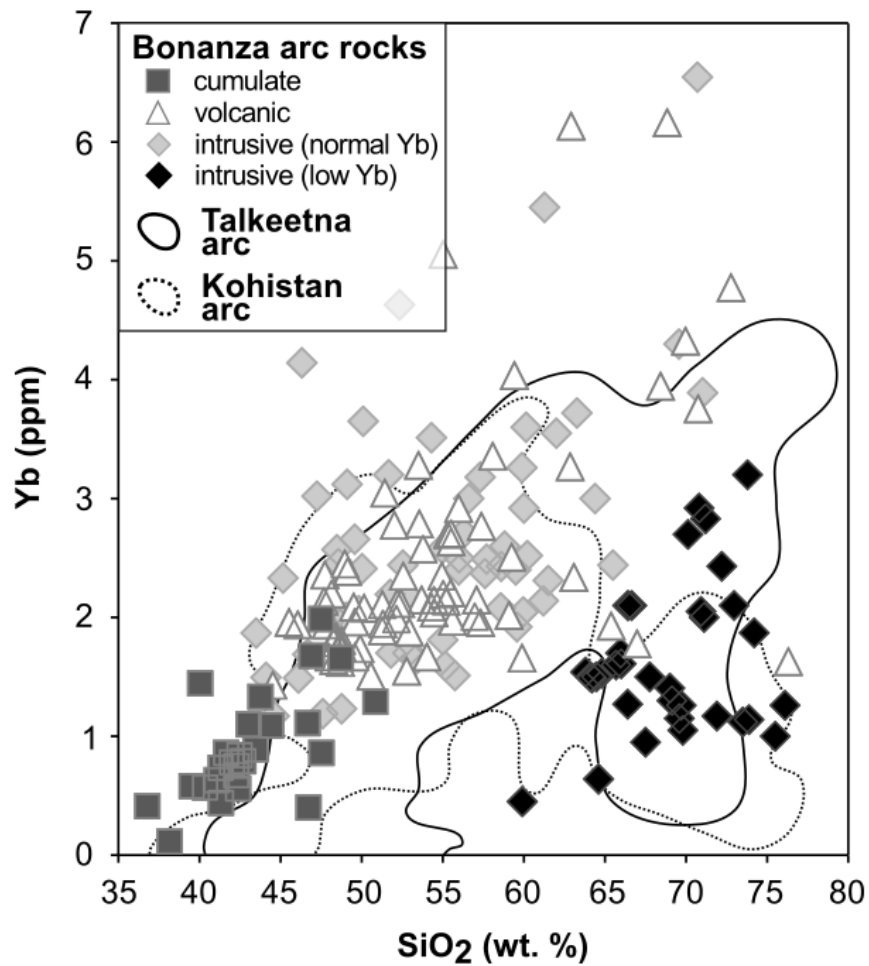 7
6
5
4
3
2
1
0
Yb (ppm)
Bonanza arc rocks
cumulate
volcanic
intrusive (normal Yb)
intrusive (low Yb)
Talkeetna
arc
Kohistan
arc
35 40 45 50 55 60 65 70 75 80
SiO2 (wt. %)